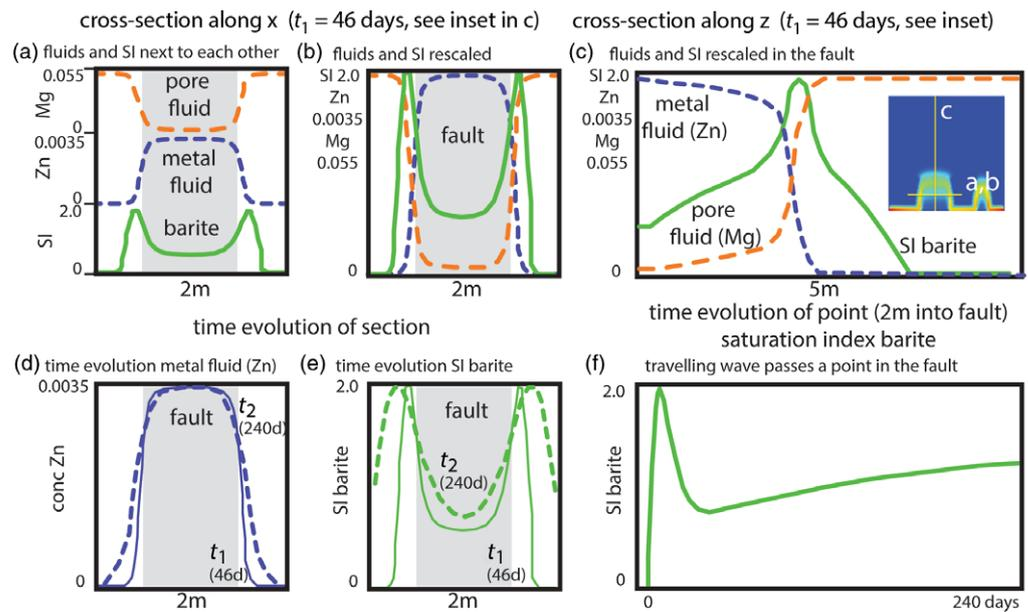 cross-section along x (t1 = 46 days, see inset in c)
cross-section along z (t1 = 46 days, see inset)
(a) fluids and SI next to each other
(b) fluids and SI rescaled
(c) fluids and SI rescaled in the fault
0.055
Mg
0
0.0035
Zn
0
2.0
SI
0
pore
fluid
metal
fluid
barite
2m
SI 2.0
Zn
0.0035
Mg
0.055
0
fault
2m
SI 2.0
Zn
0.0035
Mg
0.055
0
metal
fluid (Zn)
pore
fluid (Mg)
SI barite
c
a,b
5m
time evolution of section
time evolution of point (2m into fault)
saturation index barite
(d) time evolution metal fluid (Zn)
(e) time evolution SI barite
(f) travelling wave passes a point in the fault
0.0035
conc Zn
0
fault
t2
(240d)
t1
(46d)
2m
2.0
SI barite
0
fault
t2
(240d)
t1
(46d)
2m
2.0
SI barite
0
0
240 days